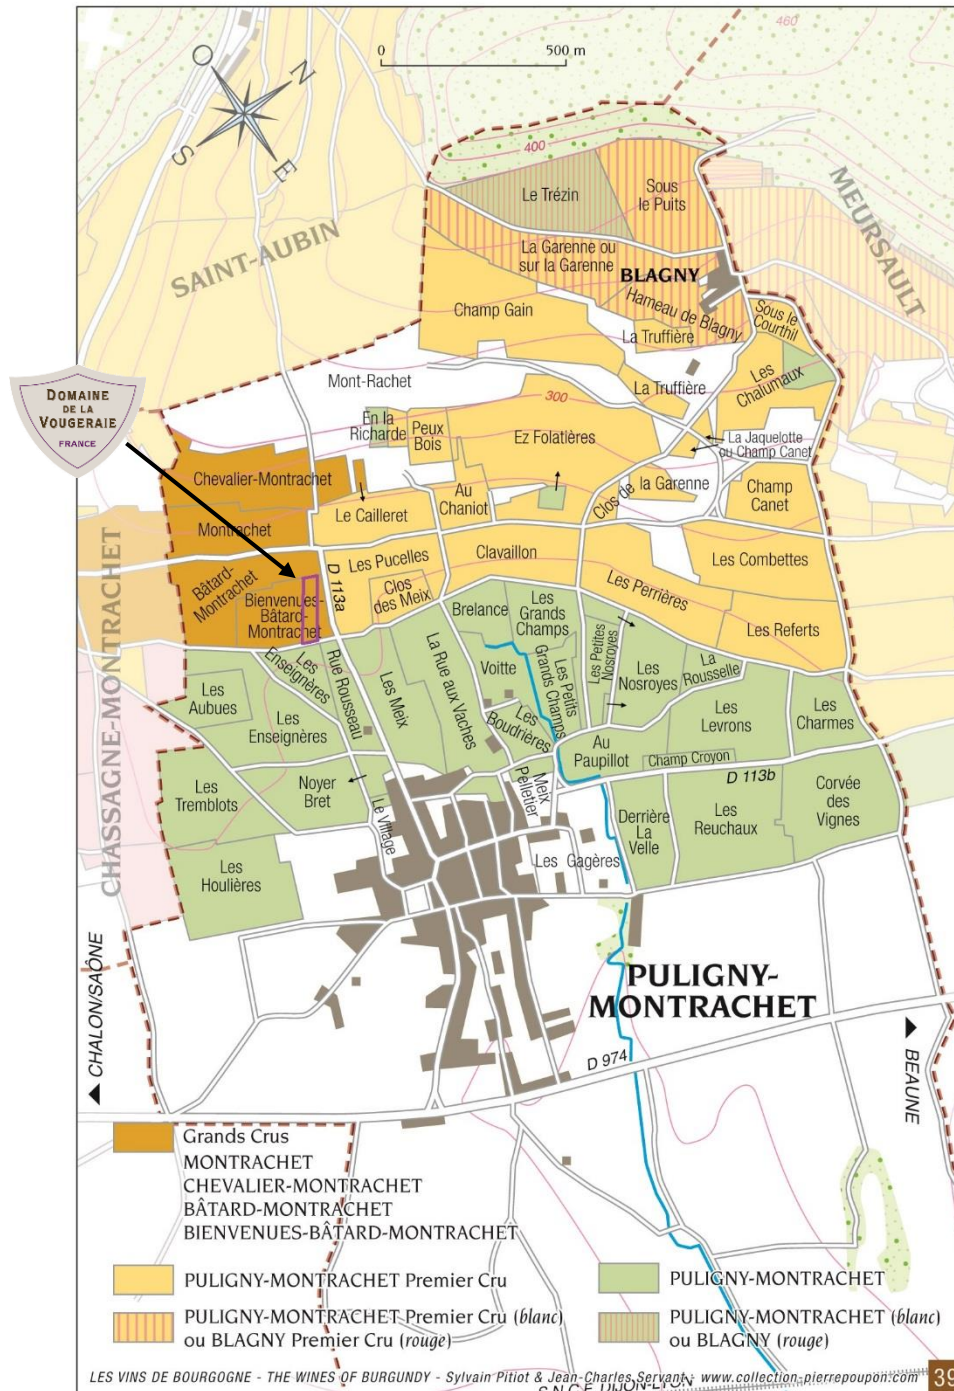 460
0 500 m
O
N
S
E
400
Le Trézin
Sous
le Puits
MEURSAULT
SAINT-AUBIN
La Garenne ou
sur la Garenne
BLAGNY
Hameau de Blagny
Champ Gain
Sous le
Courthil
La Truffière
DOMAINE
DE LA
VOUGERAIE
FRANCE
Mont-Rachet
La Truffière
Les
Chalumaux
300
En la
Richarde
Peux
Bois
Ez Folatières
La Jaquelotte
ou Champ Canet
Chevalier-Montrachet
Au
Chaniot
Clos de la Garenne
Champ
Canet
Le Cailleret
Montrachet
CHASSAGNE-MONTRACHET
D 113a
Les Pucelles
Clavaillon
Les Combettes
Bâtard-
Montrachet
Bienvenues-
Bâtard-
Montrachet
Clos
des Meix
Les Perrières
Brelance
Les
Grands
Champs
Les Referts
Les
Enseignères
Rue Rousseau
Les Meix
La Rue aux Vaches
Voitte
Les Petits
Grands Champs
Les Petites
Nosroyes
Les
Nosroyes
La
Rousselle
Les
Aubues
Les
Enseignères
Les
Boudrières
Au
Paupillot
Les
Levrons
Les
Charmes
Champ Croyon
D 113b
Les
Tremblots
Noyer
Bret
Le Village
Meix
Pelletier
Derrière
La
Velle
Les
Reuchaux
Corvée
des
Vignes
Les
Houlières
Les Gagères
PULIGNY-
MONTRACHET
CHALON/SAÔNE
D 974
BEAUNE
Grands Crus
MONTRACHET
CHEVALIER-MONTRACHET
BÂTARD-MONTRACHET
BIENVENUES-BÂTARD-MONTRACHET
PULIGNY-MONTRACHET Premier Cru
PULIGNY-MONTRACHET
PULIGNY-MONTRACHET Premier Cru (blanc)
ou BLAGNY Premier Cru (rouge)
PULIGNY-MONTRACHET (blanc)
ou BLAGNY (rouge)
LES VINS DE BOURGOGNE - THE WINES OF BURGUNDY - Sylvain Pitiot & Jean-Charles Servant : www.collection-pierrepoupon.com
39